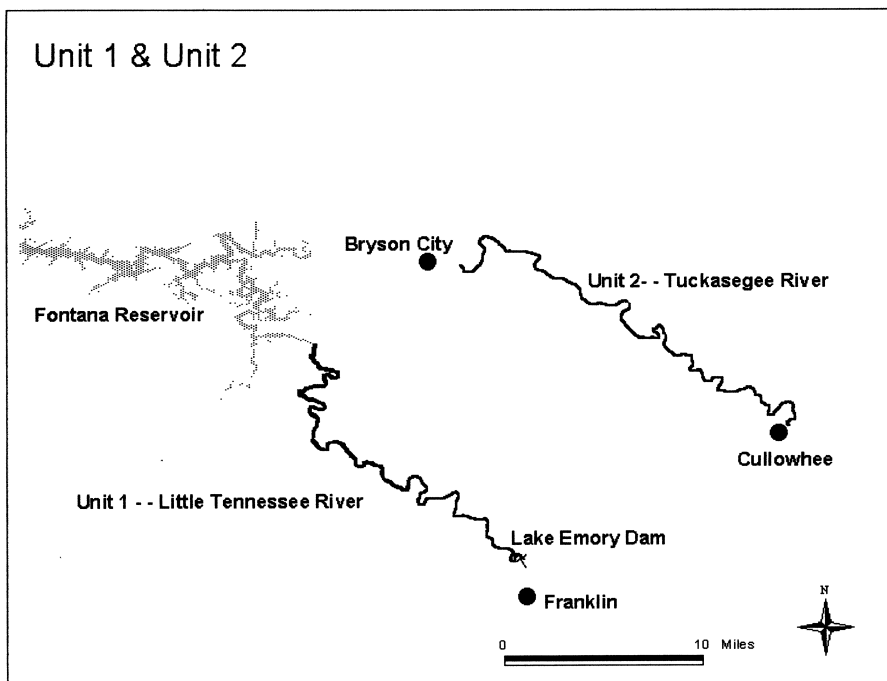 Unit 1 & Unit 2
Bryson City
Unit 2- - Tuckasegee River
Fontana Reservoir
Cullowhee
Unit 1 - - Little Tennessee River
Lake Emory Dam
Franklin
N
0 10 Miles